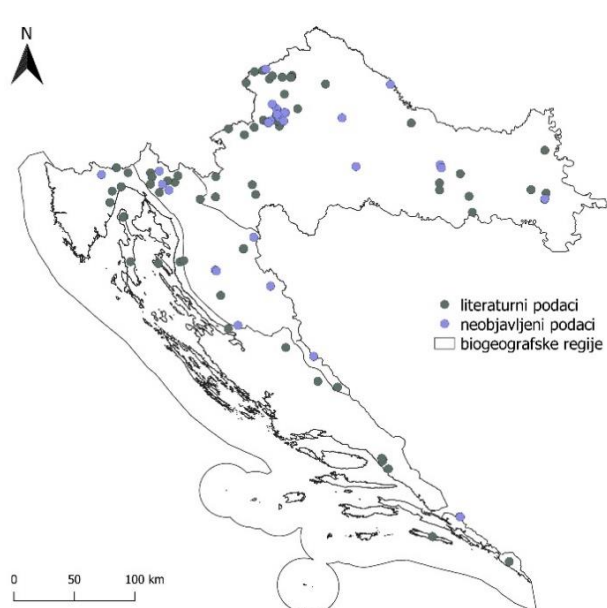 N
literaturni podaci
neobjavljeni podaci
biogeografske regije
0 50 100 km